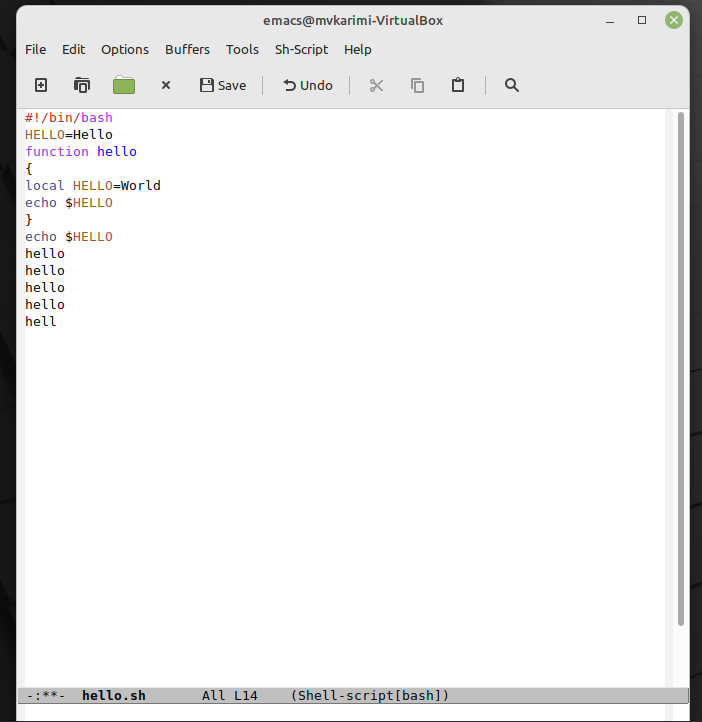 emacs@mvkarimi-VirtualBox
File Edit Options Buffers Tools Sh-Script Help
Save Undo
#!/bin/bash
HELLO=Hello
function hello
{
local HELLO=World
echo $HELLO
}
echo $HELLO
hello
hello
hello
hello
hell
-:**- hello.sh All L14 (Shell-script[bash])